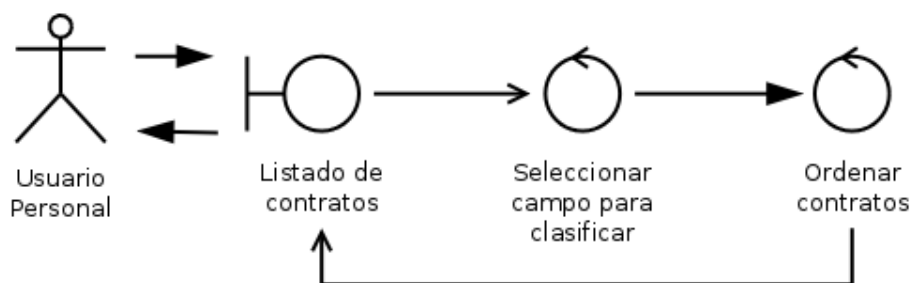 Usuario
Personal
Listado de
contratos
Seleccionar
campo para
clasificar
Ordenar
contratos